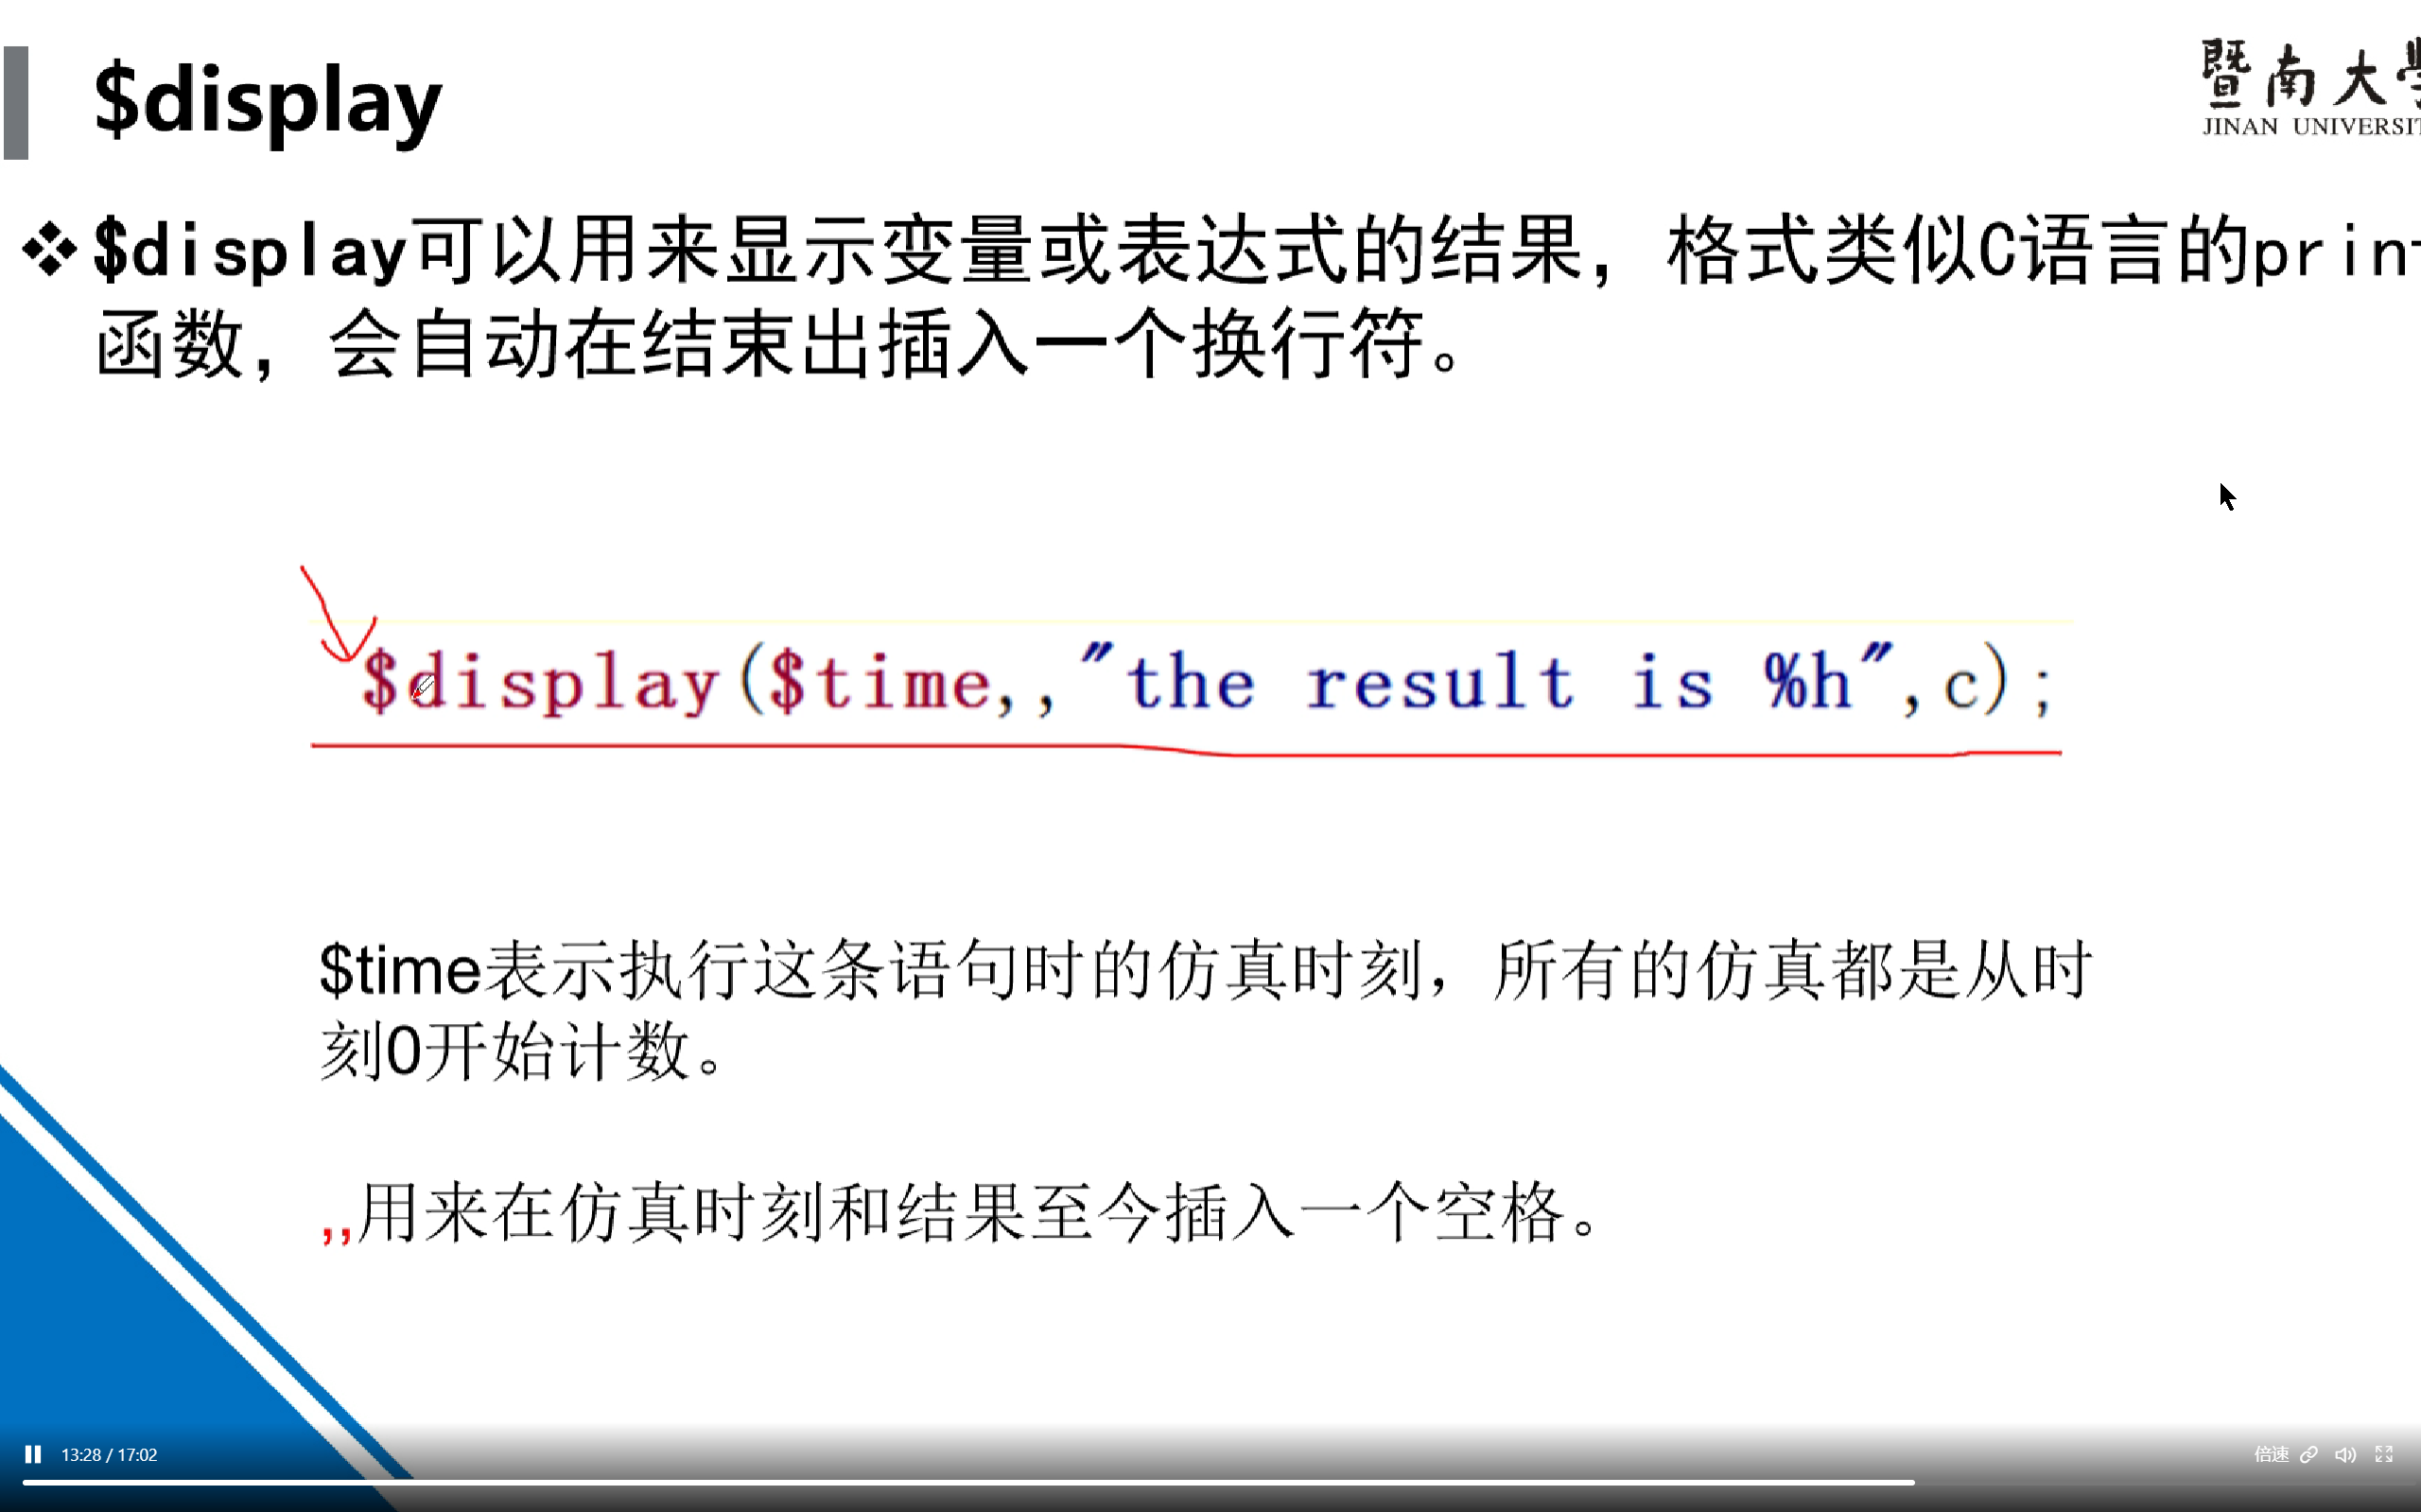 $display
暨南大
JINAN UNIVERSI
❖$display可以用来显示变量或表达式的结果，格式类似C语言的prin
函数，会自动在结束出插入一个换行符。
$display($time,,"the result is %h",c);
$time表示执行这条语句时的仿真时刻，所有的仿真都是从时
刻0开始计数。
,,用来在仿真时刻和结果至今插入一个空格。
13:28 / 17:02
倍速